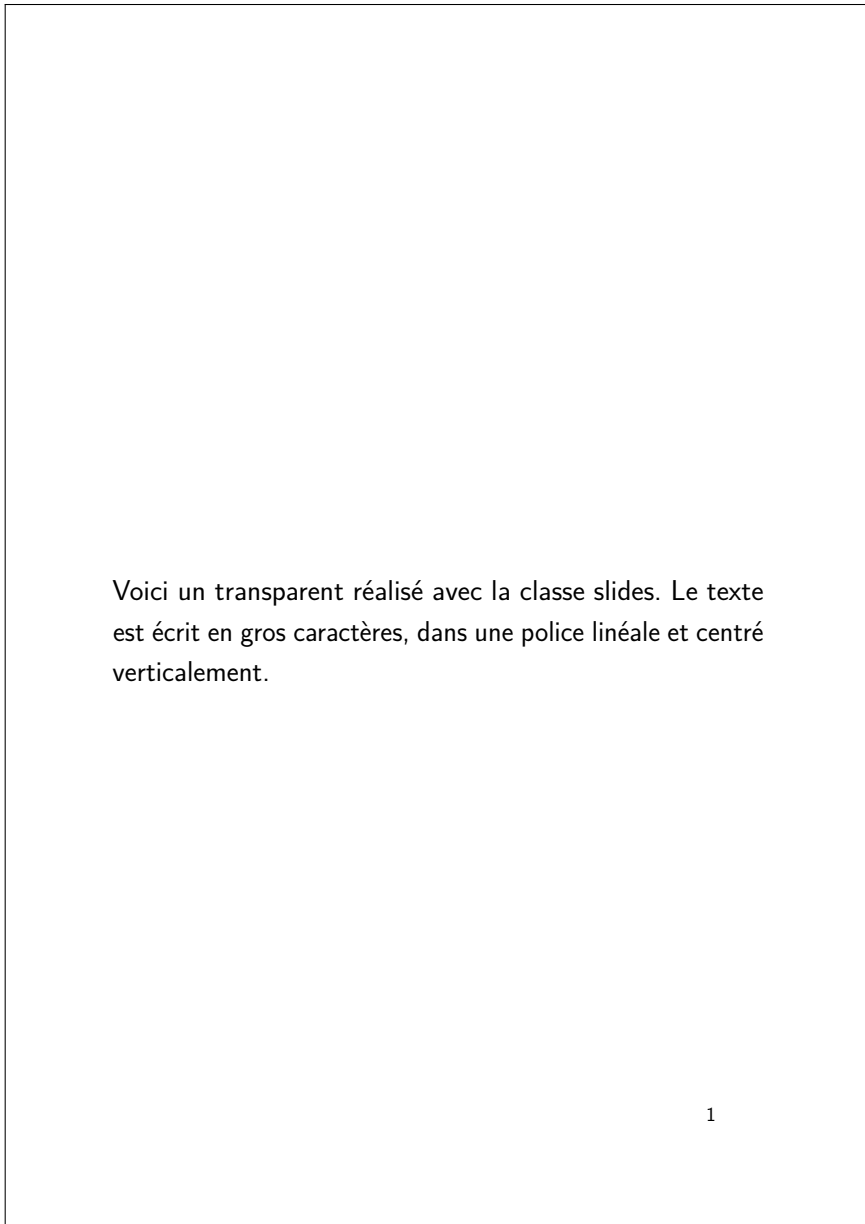 Voici un transparent réalisé avec la classe slides. Le texte
est écrit en gros caractères, dans une police linéale et centré
verticalement.
1